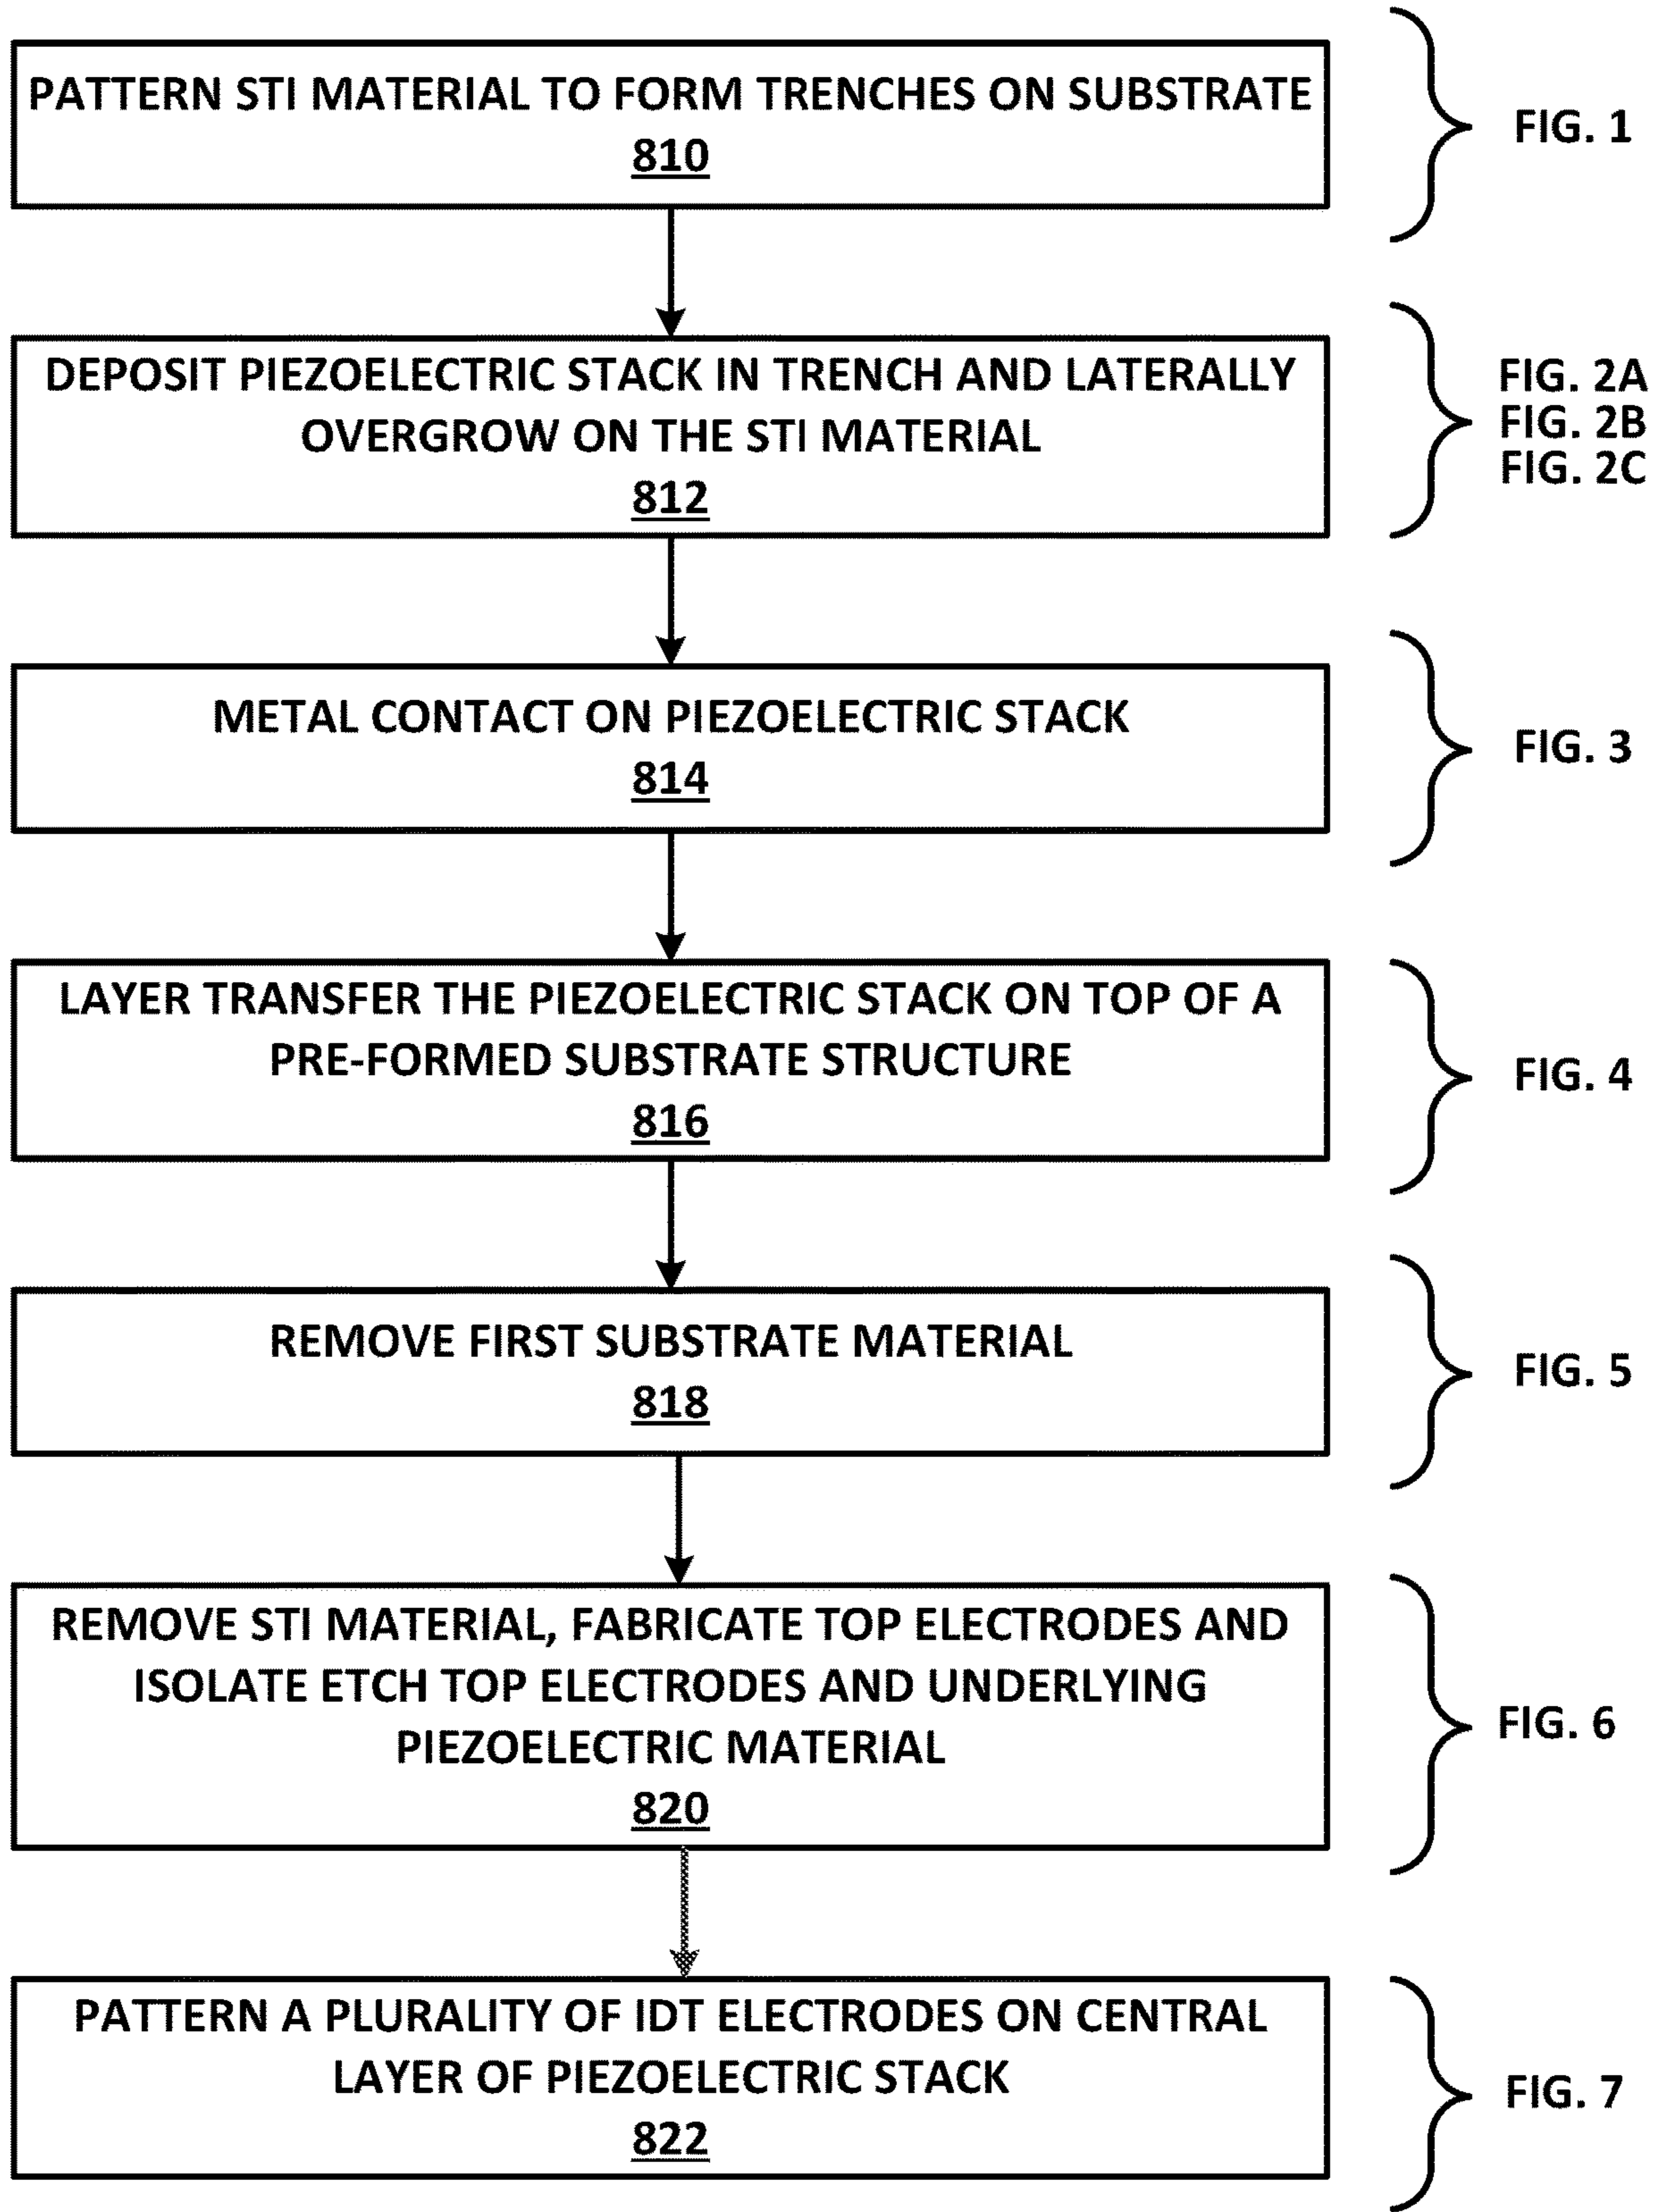 PATTERN STI MATERIAL TO FORM TRENCHES ON SUBSTRATE
810
FIG. 1
DEPOSIT PIEZOELECTRIC STACK IN TRENCH AND LATERALLY
OVERGROW ON THE STI MATERIAL
812
FIG. 2A
FIG. 2B
FIG. 2C
METAL CONTACT ON PIEZOELECTRIC STACK
814
FIG. 3
LAYER TRANSFER THE PIEZOELECTRIC STACK ON TOP OF A
PRE-FORMED SUBSTRATE STRUCTURE
816
FIG. 4
REMOVE FIRST SUBSTRATE MATERIAL
818
FIG. 5
REMOVE STI MATERIAL, FABRICATE TOP ELECTRODES AND
ISOLATE ETCH TOP ELECTRODES AND UNDERLYING
PIEZOELECTRIC MATERIAL
820
FIG. 6
PATTERN A PLURALITY OF IDT ELECTRODES ON CENTRAL
LAYER OF PIEZOELECTRIC STACK
822
FIG. 7